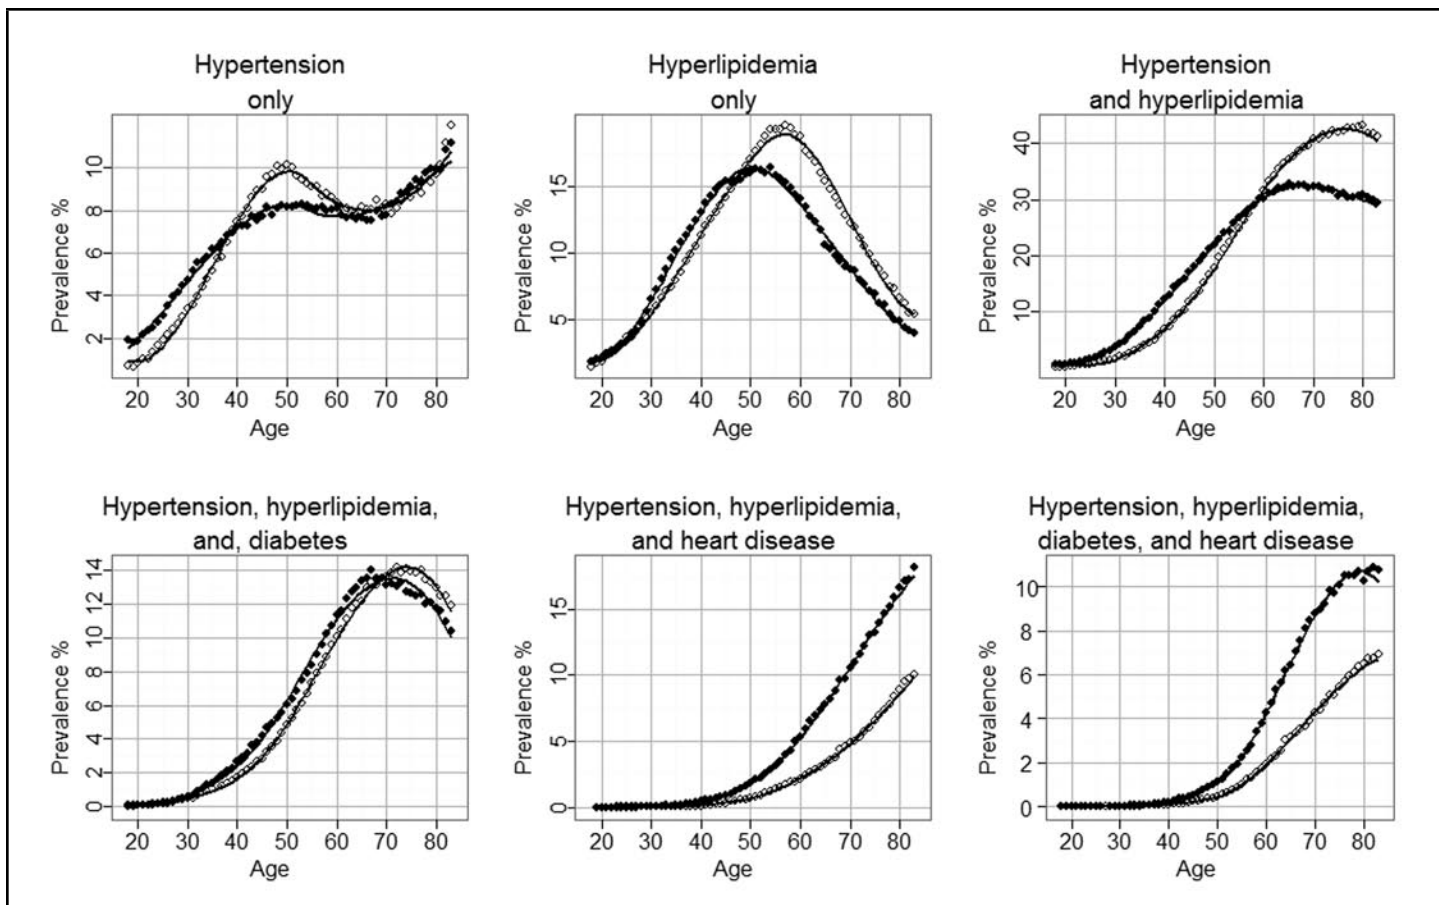 Hypertension
only
Prevalence %
10
8
6
4
2
20 30 40 50 60 70 80
Age
Hyperlipidemia
only
Prevalence %
15
10
5
20 30 40 50 60 70 80
Age
Hypertension
and hyperlipidemia
Prevalence %
40
30
20
10
20 30 40 50 60 70 80
Age
Hypertension, hyperlipidemia,
and, diabetes
Prevalence %
14
12
10
8
6
4
2
0
20 30 40 50 60 70 80
Age
Hypertension, hyperlipidemia,
and heart disease
Prevalence %
15
10
5
0
20 30 40 50 60 70 80
Age
Hypertension, hyperlipidemia,
diabetes, and heart disease
Prevalence %
10
8
6
4
2
0
20 30 40 50 60 70 80
Age